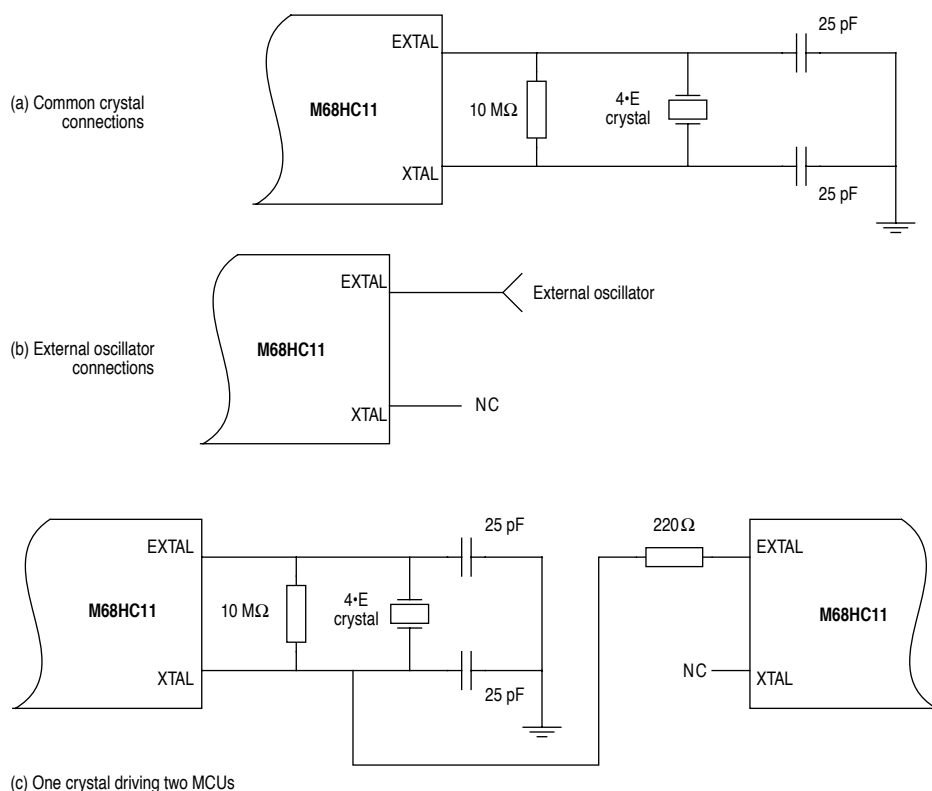 25 pF
EXTAL
(a) Common crystal
connections
M68HC11
10 MΩ
4•E
crystal
XTAL
25 pF
EXTAL
External oscillator
(b) External oscillator
connections
M68HC11
XTAL
NC
25 pF
220Ω
EXTAL
EXTAL
M68HC11
10 MΩ
4•E
crystal
M68HC11
XTAL
25 pF
NC
XTAL
(c) One crystal driving two MCUs